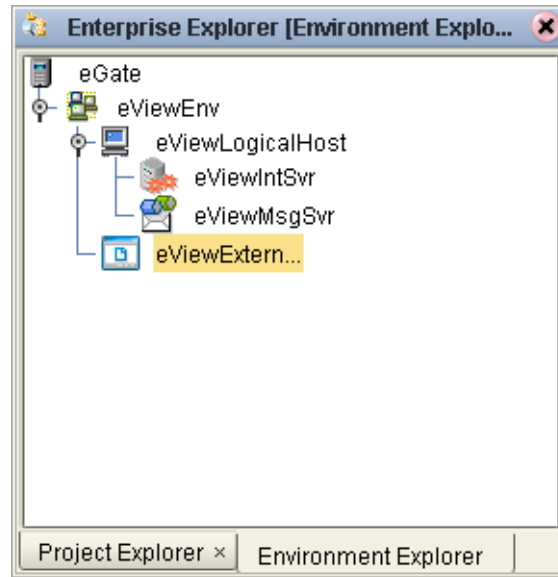 Enterprise Explorer [Environment Explo...
eGate
eViewEnv
eViewLogicalHost
eViewIntSvr
eViewMsgSvr
eViewExtern...
Project Explorer ×
Environment Explorer